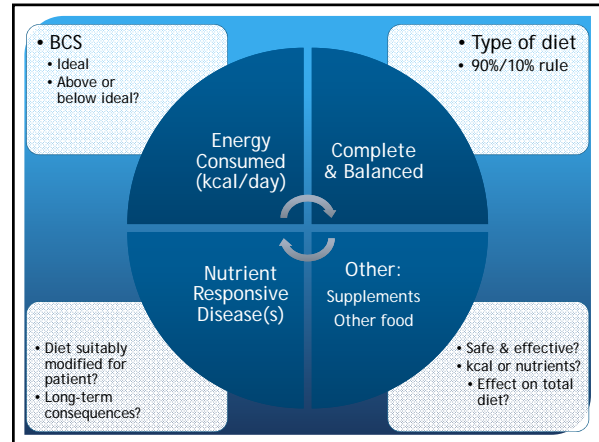 • BCS
• Ideal
• Above or
below ideal?
• Type of diet
• 90%/10% rule
Energy
Consumed
(kcal/day)
Complete
& Balanced
Nutrient
Responsive
Disease(s)
Other:
Supplements
Other food
• Diet suitably
modified for
patient?
• Long-term
consequences?
• Safe & effective?
• kcal or nutrients?
• Effect on total
diet?